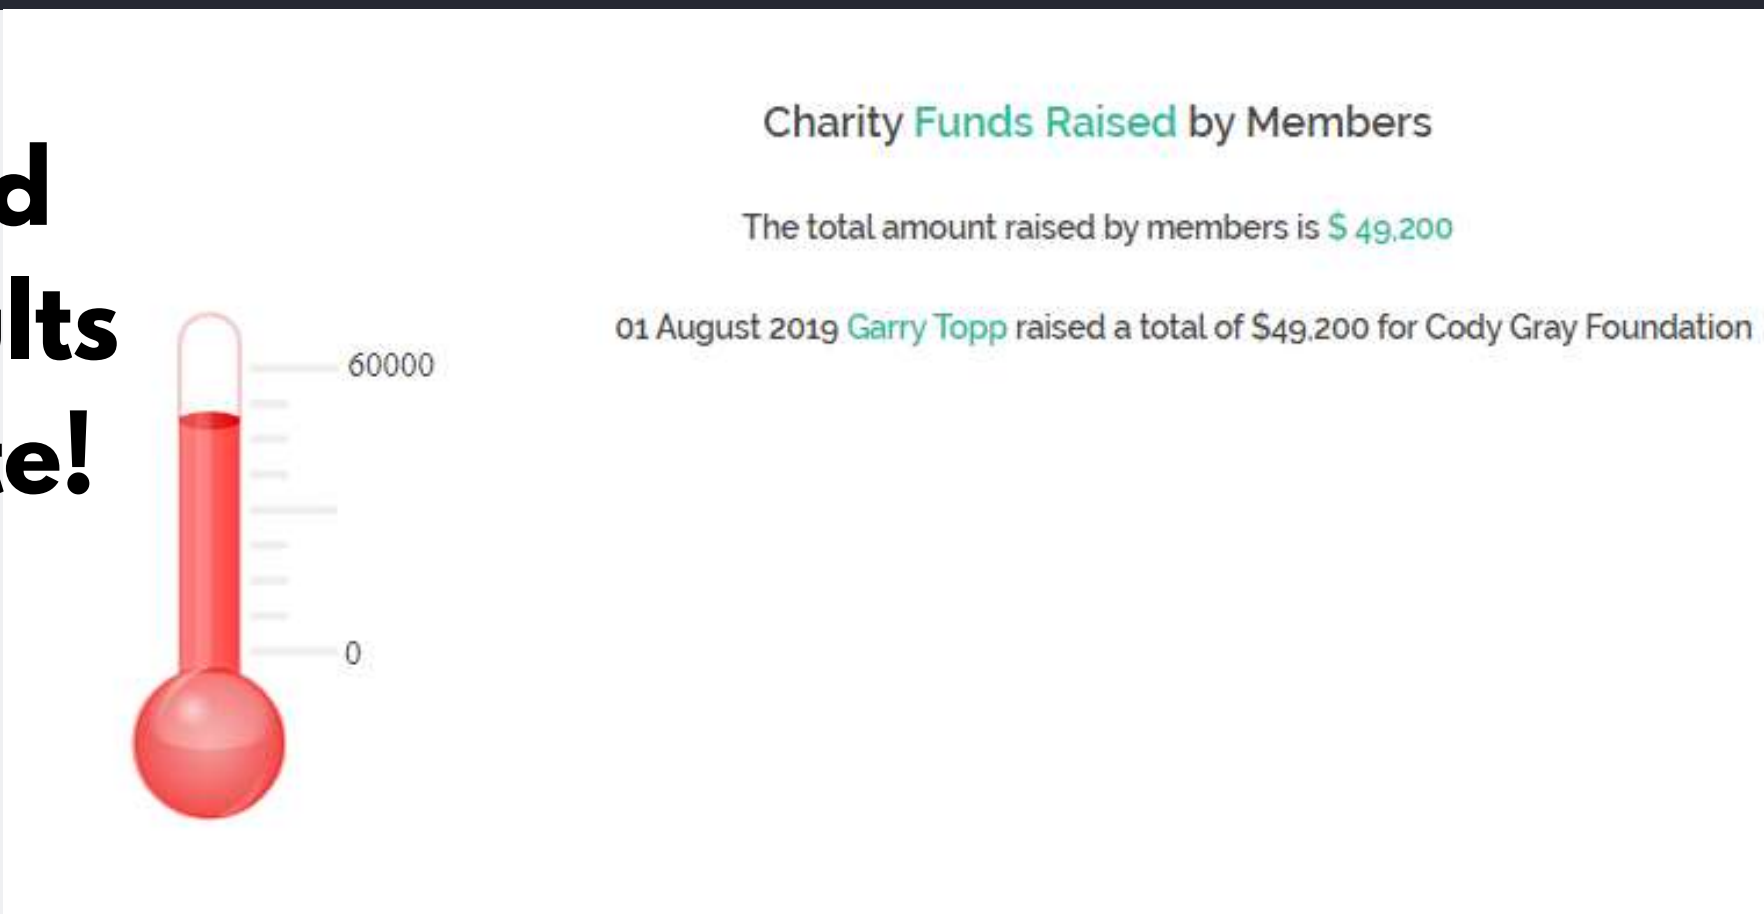 Charity Funds Raised by Members
The total amount raised by members is $ 49,200
01 August 2019 Garry Topp raised a total of $49,200 for Cody Gray Foundation
60000
0